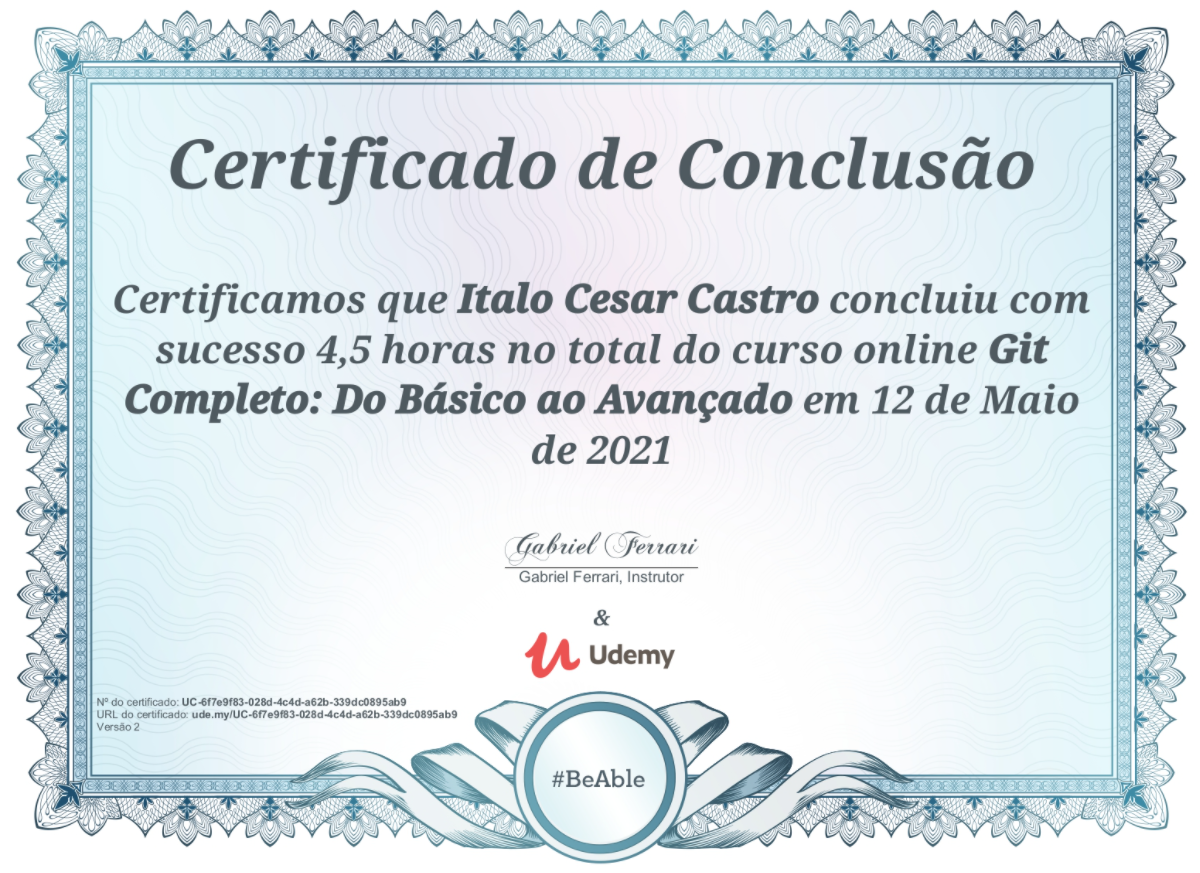 Certificado de Conclusão
Certificamos que Italo Cesar Castro concluiu com
sucesso 4,5 horas no total do curso online Git
Completo: Do Básico ao Avançado em 12 de Maio
de 2021
Gabriel Ferrari
Gabriel Ferrari, Instrutor
&
Udemy
Nº do certificado: UC-6f7e9f83-028d-4c4d-a62b-339dc0895ab9
URL do certificado: ude.my/UC-6f7e9f83-028d-4c4d-a62b-339dc0895ab9
Versão 2
#BeAble